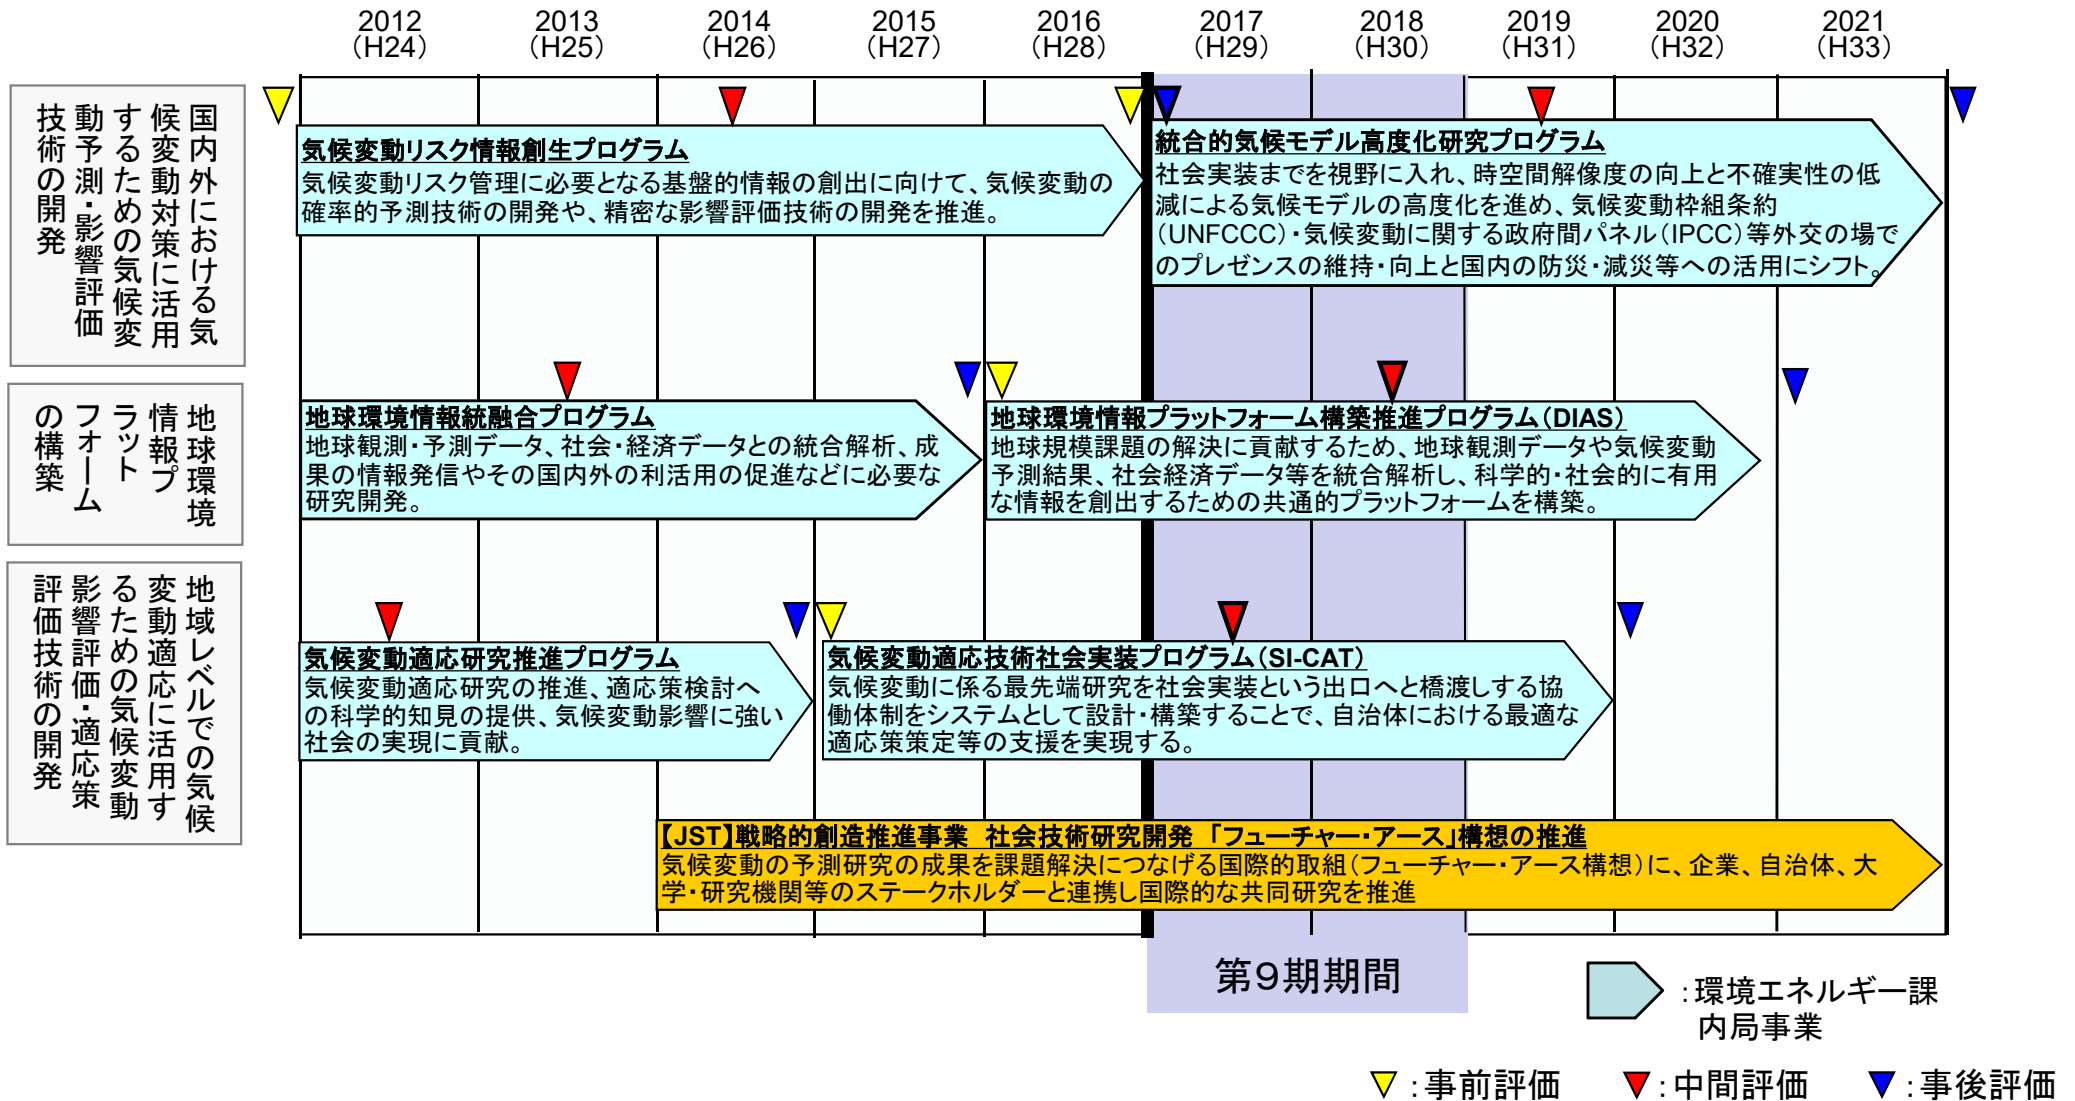 2012
（H24）
2013
（H25）
2014
（H26）
2015
（H27）
2016
（H28）
2017
（H29）
2018
（H30）
2019
（H31）
2020
（H32）
2021
（H33）
国内外における気
候変動対策に活用
するための気候変
動予測・影響評価
技術の開発
気候変動リスク情報創生プログラム
気候変動リスク管理に必要となる基盤的情報の創出に向けて、気候変動の
確率的予測技術の開発や、精密な影響評価技術の開発を推進。
統合的気候モデル高度化研究プログラム
社会実装までを視野に入れ、時空間解像度の向上と不確実性の低
減による気候モデルの高度化を進め、気候変動枠組条約
（UNFCCC）・気候変動に関する政府間パネル（IPCC）等外交の場で
のプレゼンスの維持・向上と国内の防災・減災等への活用にシフト。
地球環境
情報プ
ラット
フォーム
の構築
地球環境情報統融合プログラム
地球観測・予測データ、社会・経済データとの統合解析、成
果の情報発信やその国内外の利活用の促進などに必要な
研究開発。
地球環境情報プラットフォーム構築推進プログラム（DIAS）
地球規模課題の解決に貢献するため、地球観測データや気候変動
予測結果、社会経済データ等を統合解析し、科学的・社会的に有用
な情報を創出するための共通的プラットフォームを構築。
地域レベルでの気候
変動適応に活用す
るための気候変動
影響評価・適応策
評価技術の開発
気候変動適応研究推進プログラム
気候変動適応研究の推進、適応策検討へ
の科学的知見の提供、気候変動影響に強い
社会の実現に貢献。
気候変動適応技術社会実装プログラム（SI-CAT）
気候変動に係る最先端研究を社会実装という出口へと橋渡しする協
働体制をシステムとして設計・構築することで、自治体における最適な
適応策策定等の支援を実現する。
【JST】戦略的創造推進事業　社会技術研究開発　「フューチャー・アース」構想の推進
気候変動の予測研究の成果を課題解決につなげる国際的取組（フューチャー・アース構想）に、企業、自治体、大
学・研究機関等のステークホルダーと連携し国際的な共同研究を推進
第９期期間
：環境エネルギー課
内局事業
：事前評価
：中間評価
：事後評価